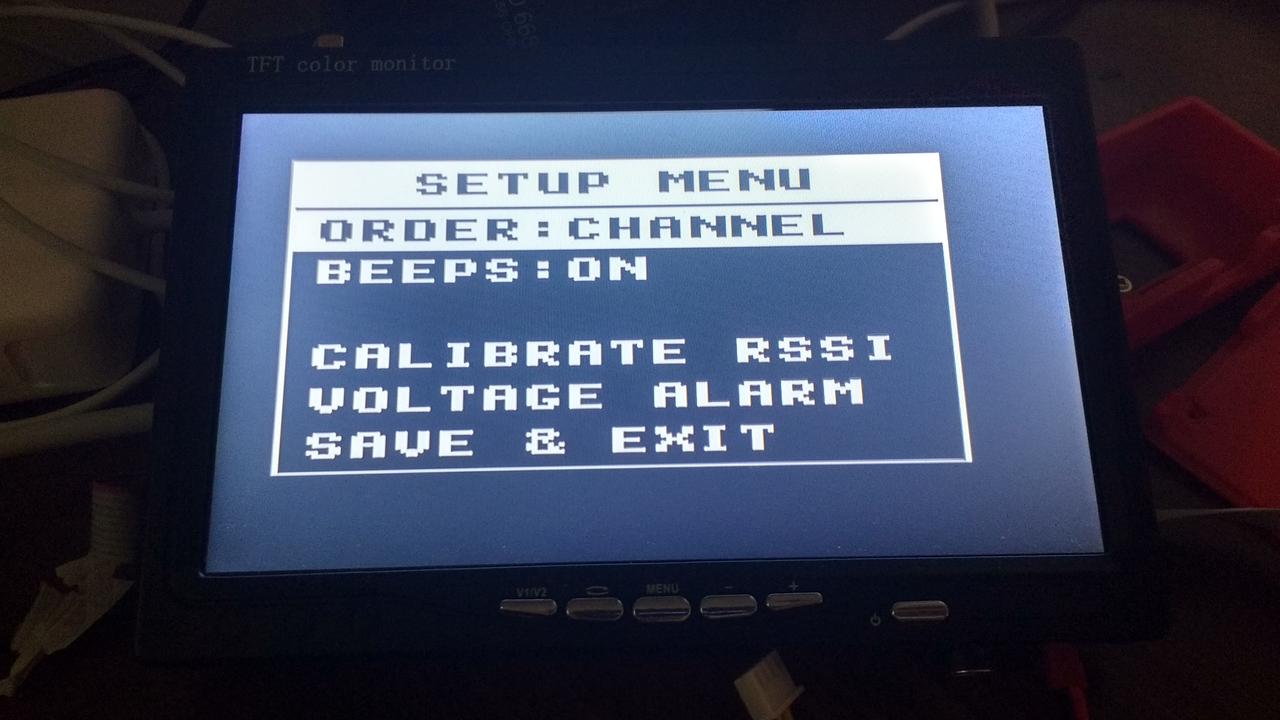 TFT color monitor
SETUP MENU
ORDER:CHANNEL
BEEPS:ON
CALIBRATE RSSI
VOLTAGE ALARM
SAVE & EXIT
V1/V2 MENU - +